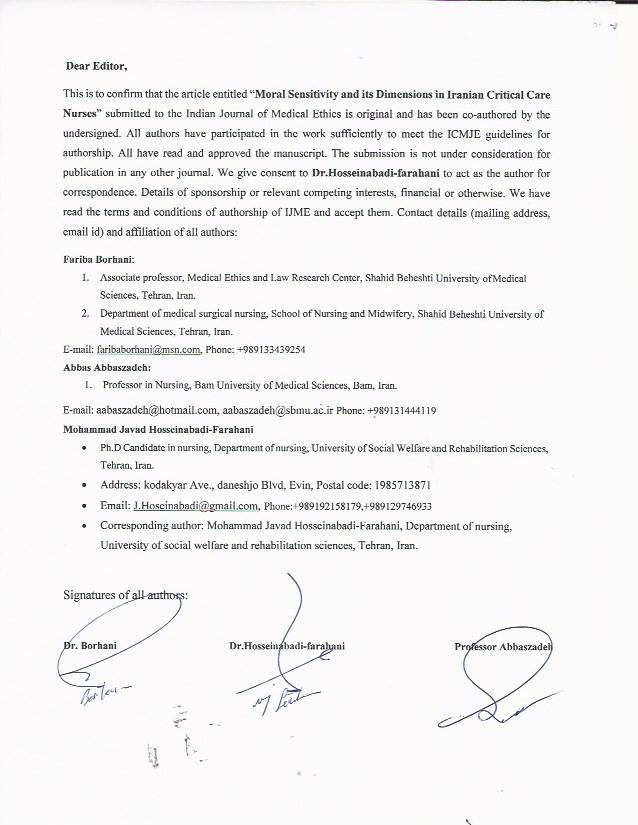 Dear Editor,
This is to confirm that the article entitled “Moral Sensitivity and its Dimensions in Iranian Critical Care
Nurses” submitted to the Indian Journal of Medical Ethics is original and has been co-authored by the
undersigned. All authors have participated in the work sufficiently to meet the ICMJE guidelines for
authorship. All have read and approved the manuscript. The submission is not under consideration for
publication in any other journal. We give consent to Dr.Hosseinabadi-farahani to act as the author for
correspondence. Details of sponsorship or relevant competing interests, financial or otherwise. We have
read the terms and conditions of authorship of IJME and accept them. Contact details (mailing address,
email id) and affiliation of all authors:
Fariba Borhani:
1. Associate professor, Medical Ethics and Law Research Center, Shahid Beheshti University of Medical
Sciences, Tehran, Iran.
2. Department of medical surgical nursing, School of Nursing and Midwifery, Shahid Beheshti University of
Medical Sciences, Tehran, Iran.
E-mail: faribaborhani@msn.com, Phone: +989133439254
Abbas Abbaszadeh:
1. Professor in Nursing, Bam University of Medical Sciences, Bam, Iran.
E-mail: aabaszadeh@hotmail.com, aabaszadeh@sbmu.ac.ir Phone: +989131444119
Mohammad Javad Hosseinabadi-Farahani
• Ph.D Candidate in nursing, Department of nursing, University of Social Welfare and Rehabilitation Sciences,
Tehran, Iran.
• Address: kodakyar Ave., daneshjo Blvd, Evin, Postal code: 1985713871
• Email: J.Hoseinabadi@gmail.com, Phone:+989192158179,+989129746933
• Corresponding author: Mohammad Javad Hosseinabadi-Farahani, Department of nursing,
University of social welfare and rehabilitation sciences, Tehran, Iran.
Signatures of all authors:
Dr. Borhani Dr.Hosseinabadi-farahani Professor Abbaszadeh